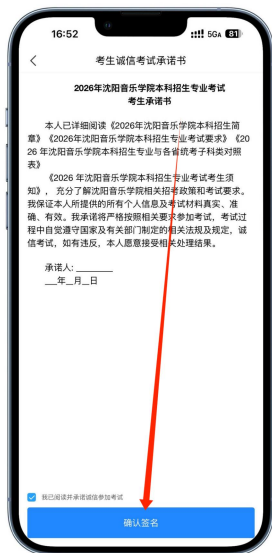 16:52
5GA 81
考生诚信考试承诺书
2026年沈阳音乐学院本科招生专业考试
考生承诺书
本人已详细阅读《2026年沈阳音乐学院本科招生简
章》《2026年沈阳音乐学院本科招生专业考试要求》《20
26 年沈阳音乐学院本科招生专业与各省统考子科类对照
表》
《2026 年沈阳音乐学院本科招生专业考试考生须
知》，充分了解沈阳音乐学院相关招考政策和考试要求。
我保证本人所提供的所有个人信息及考试材料真实、准
确、有效。我承诺将严格按照相关要求参加考试，考试过
程中自觉遵守国家及有关部门制定的相关法规及规定，诚
信考试，如有违反，本人愿意接受相关处理结果。
承诺人：_______
__年_月_日
我已阅读并承诺诚信参加考试
确认签名